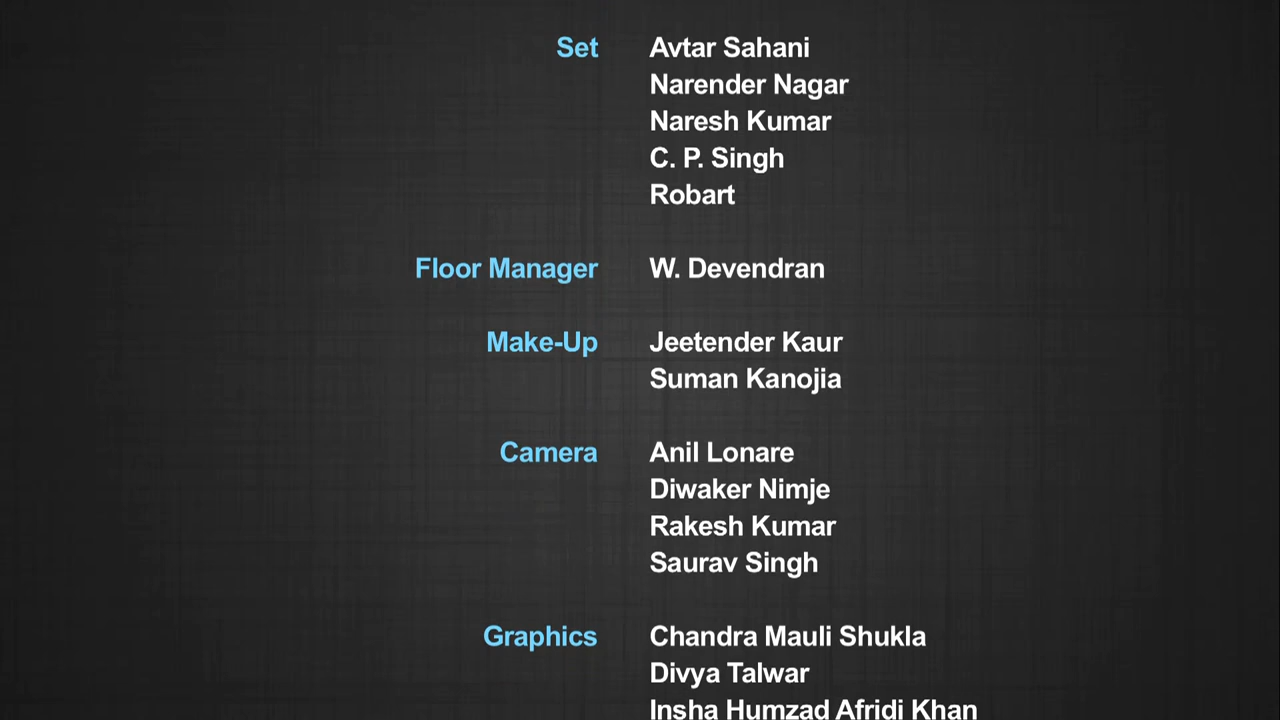 Set Avtar Sahani
Narender Nagar
Naresh Kumar
C. P. Singh
Robart
Floor Manager W. Devendran
Make-Up Jeetender Kaur
Suman Kanojia
Camera Anil Lonare
Diwaker Nimje
Rakesh Kumar
Saurav Singh
Graphics Chandra Mauli Shukla
Divya Talwar
Insha Humzad Afridi Khan